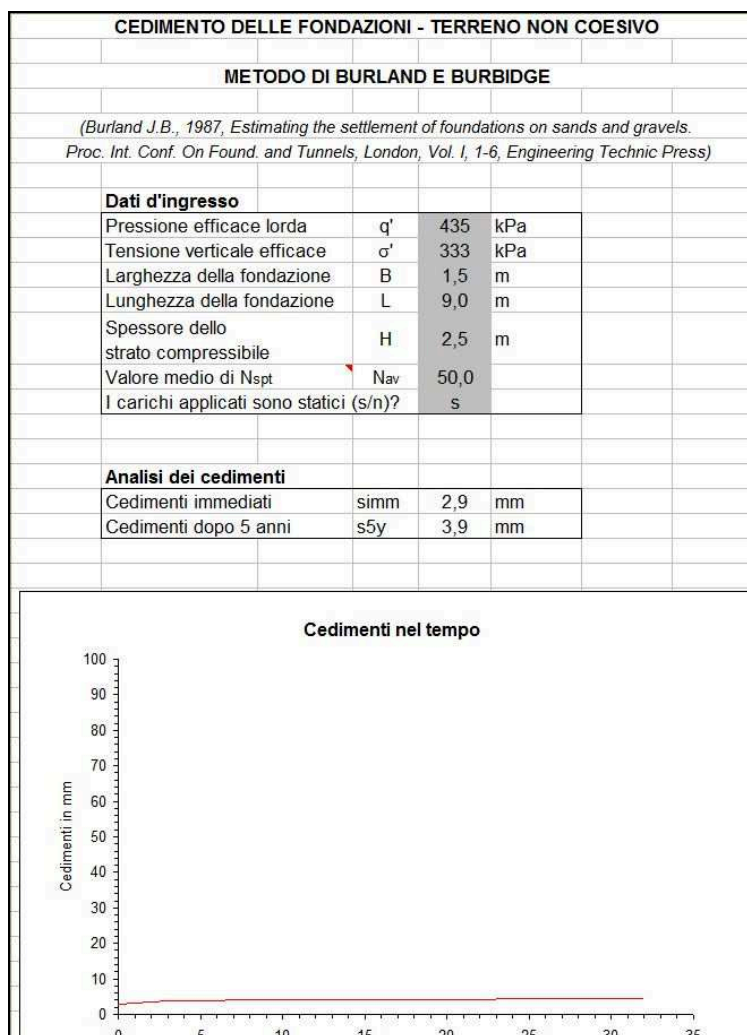 CEDIMENTO DELLE FONDAZIONI - TERRENO NON COESIVO
METODO DI BURLAND E BURBIDGE
(Burland J.B., 1987, Estimating the settlement of foundations on sands and gravels.
Proc. Int. Conf. On Found. and Tunnels, London, Vol. I, 1-6, Engineering Technic Press)
Dati d'ingresso
Pressione efficace lorda q' 435 kPa
Tensione verticale efficace σ' 333 kPa
Larghezza della fondazione B 1,5 m
Lunghezza della fondazione L 9,0 m
Spessore dello
strato compressibile H 2,5 m
Valore medio di Nspt Nav 50,0
I carichi applicati sono statici (s/n)? s
Analisi dei cedimenti
Cedimenti immediati simm 2,9 mm
Cedimenti dopo 5 anni s5y 3,9 mm
Cedimenti nel tempo
Cedimenti in mm
100
90
80
70
60
50
40
30
20
10
0
0 5 10 15 20 25 30 35